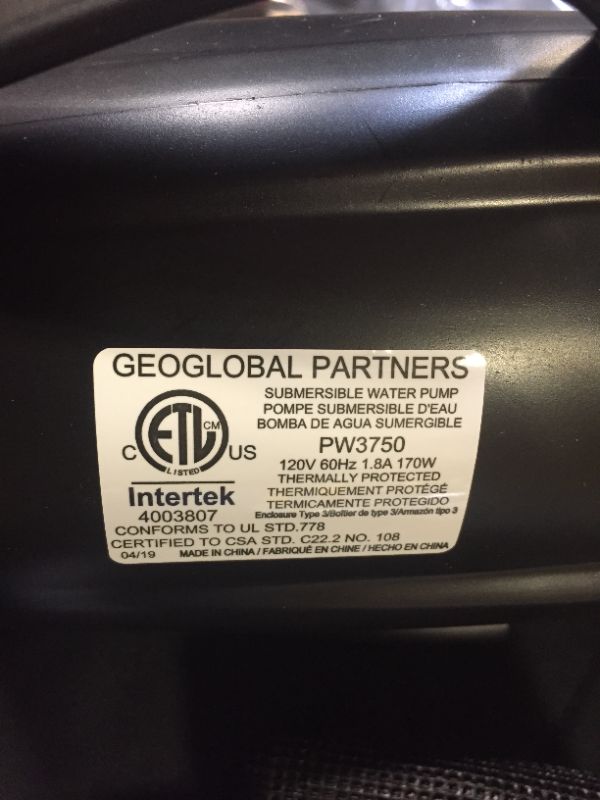 GEOGLOBAL PARTNERS
SUBMERSIBLE WATER PUMP
POMPE SUBMERSIBLE D'EAU
BOMBA DE AGUA SUMERGIBLE
PW3750
120V 60Hz 1.8A 170W
THERMALLY PROTECTED
THERMIQUEMENT PROTÉGÉ
TERMICAMENTE PROTEGIDO
Enclosure Type 3/Boîtier de type 3/Armazón tipo 3
C ETL CM US
LISTED
Intertek
4003807
CONFORMS TO UL STD.778
CERTIFIED TO CSA STD. C22.2 NO. 108
04/19 MADE IN CHINA / FABRIQUÉ EN CHINE / HECHO EN CHINA